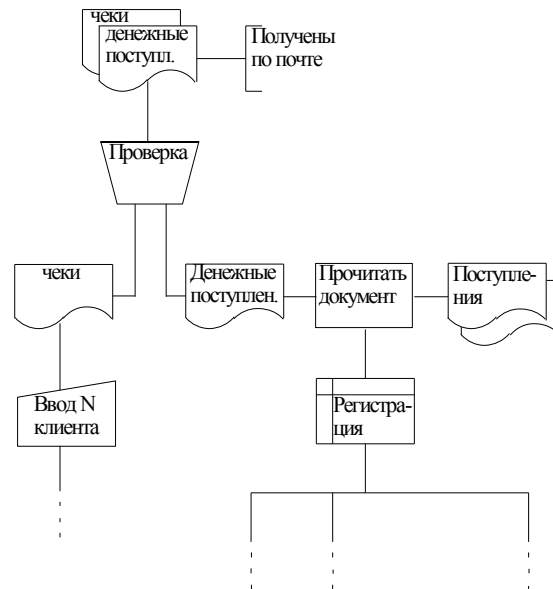 чеки
денежные
поступл.
Получены
по почте
Проверка
чеки
Денежные
поступлен.
Прочитать
документ
Поступле-
ния
Ввод N
клиента
Регистра-
ция